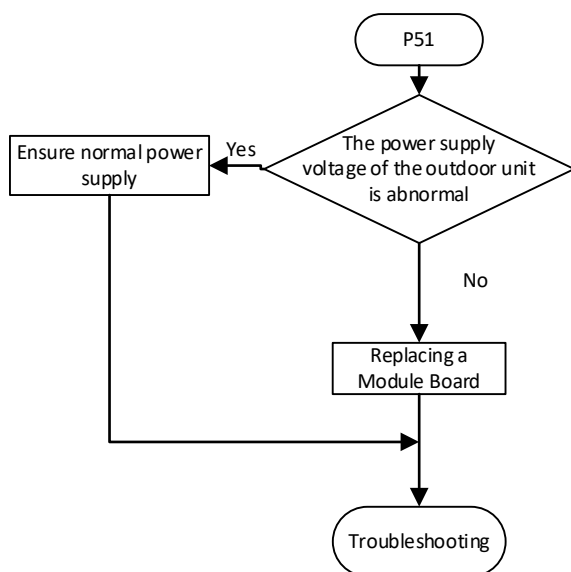 P51
The power supply
voltage of the outdoor unit
is abnormal
Yes
Ensure normal power
supply
No
Replacing a
Module Board
Troubleshooting